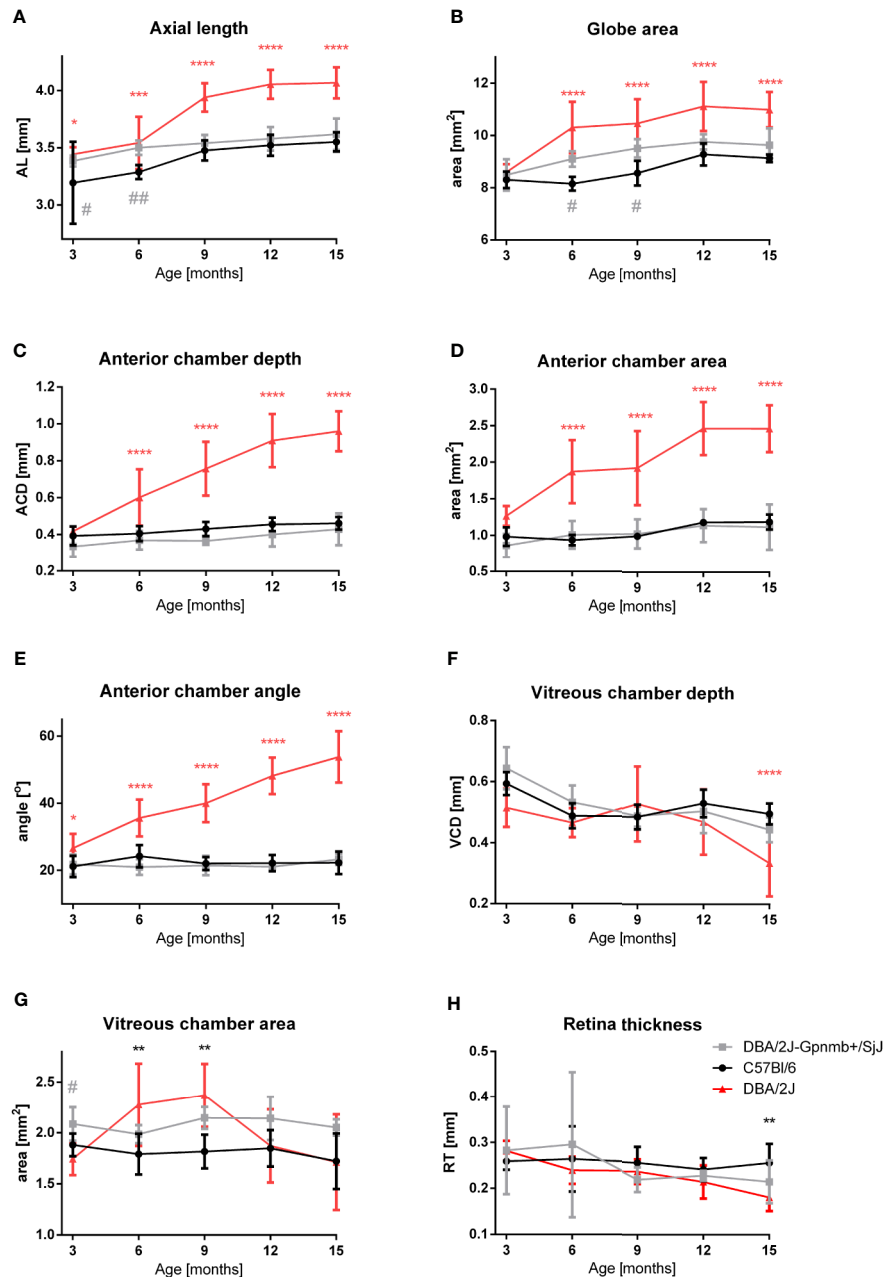 A
Axial length
* *** **** **** ****
4.0
3.5
3.0
AL [mm]
# ##
3 6 9 12 15
Age [months]
B
Globe area
**** **** **** ****
12
10
8
6
area [mm²]
# #
3 6 9 12 15
Age [months]
C
Anterior chamber depth
**** **** **** ****
1.2
1.0
0.8
0.6
0.4
0.2
ACD [mm]
3 6 9 12 15
Age [months]
D
Anterior chamber area
**** **** **** ****
3.0
2.5
2.0
1.5
1.0
0.5
area [mm²]
3 6 9 12 15
Age [months]
E
Anterior chamber angle
* **** **** **** ****
60
40
20
angle [º]
3 6 9 12 15
Age [months]
F
Vitreous chamber depth
****
0.8
0.6
0.4
0.2
VCD [mm]
3 6 9 12 15
Age [months]
G
Vitreous chamber area
# ** **
2.5
2.0
1.5
1.0
area [mm²]
3 6 9 12 15
Age [months]
H
Retina thickness
DBA/2J-Gpnmb+/SjJ
C57Bl/6
DBA/2J
**
0.5
0.4
0.3
0.2
0.1
RT [mm]
3 6 9 12 15
Age [months]